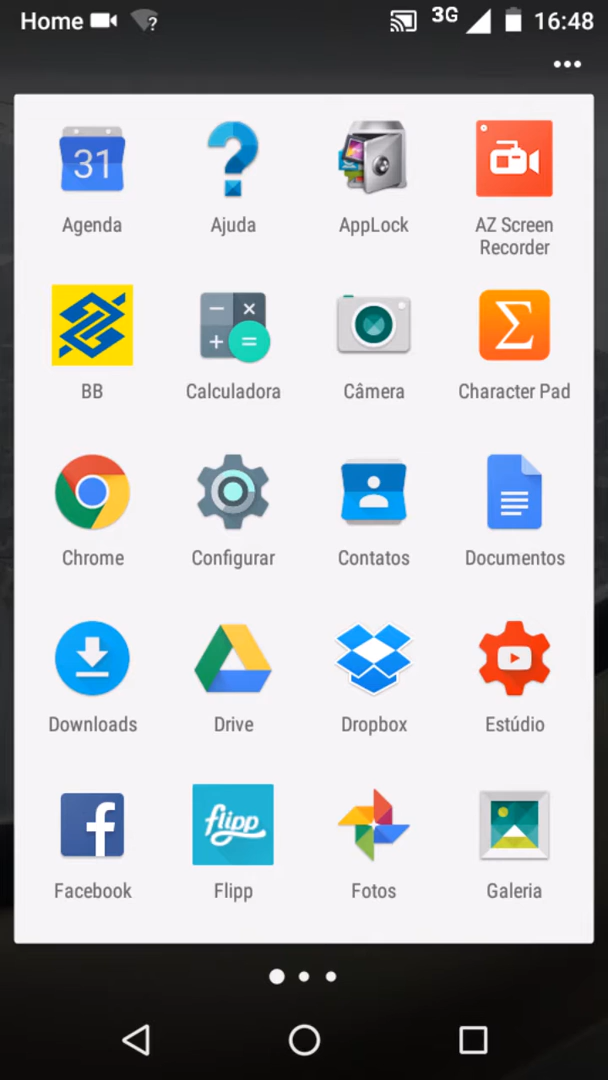 Home ? 3G 16:48
31
Agenda Ajuda AppLock AZ Screen
Recorder
BB Calculadora Câmera Character Pad
Chrome Configurar Contatos Documentos
Downloads Drive Dropbox Estúdio
flipp
Facebook Flipp Fotos Galeria